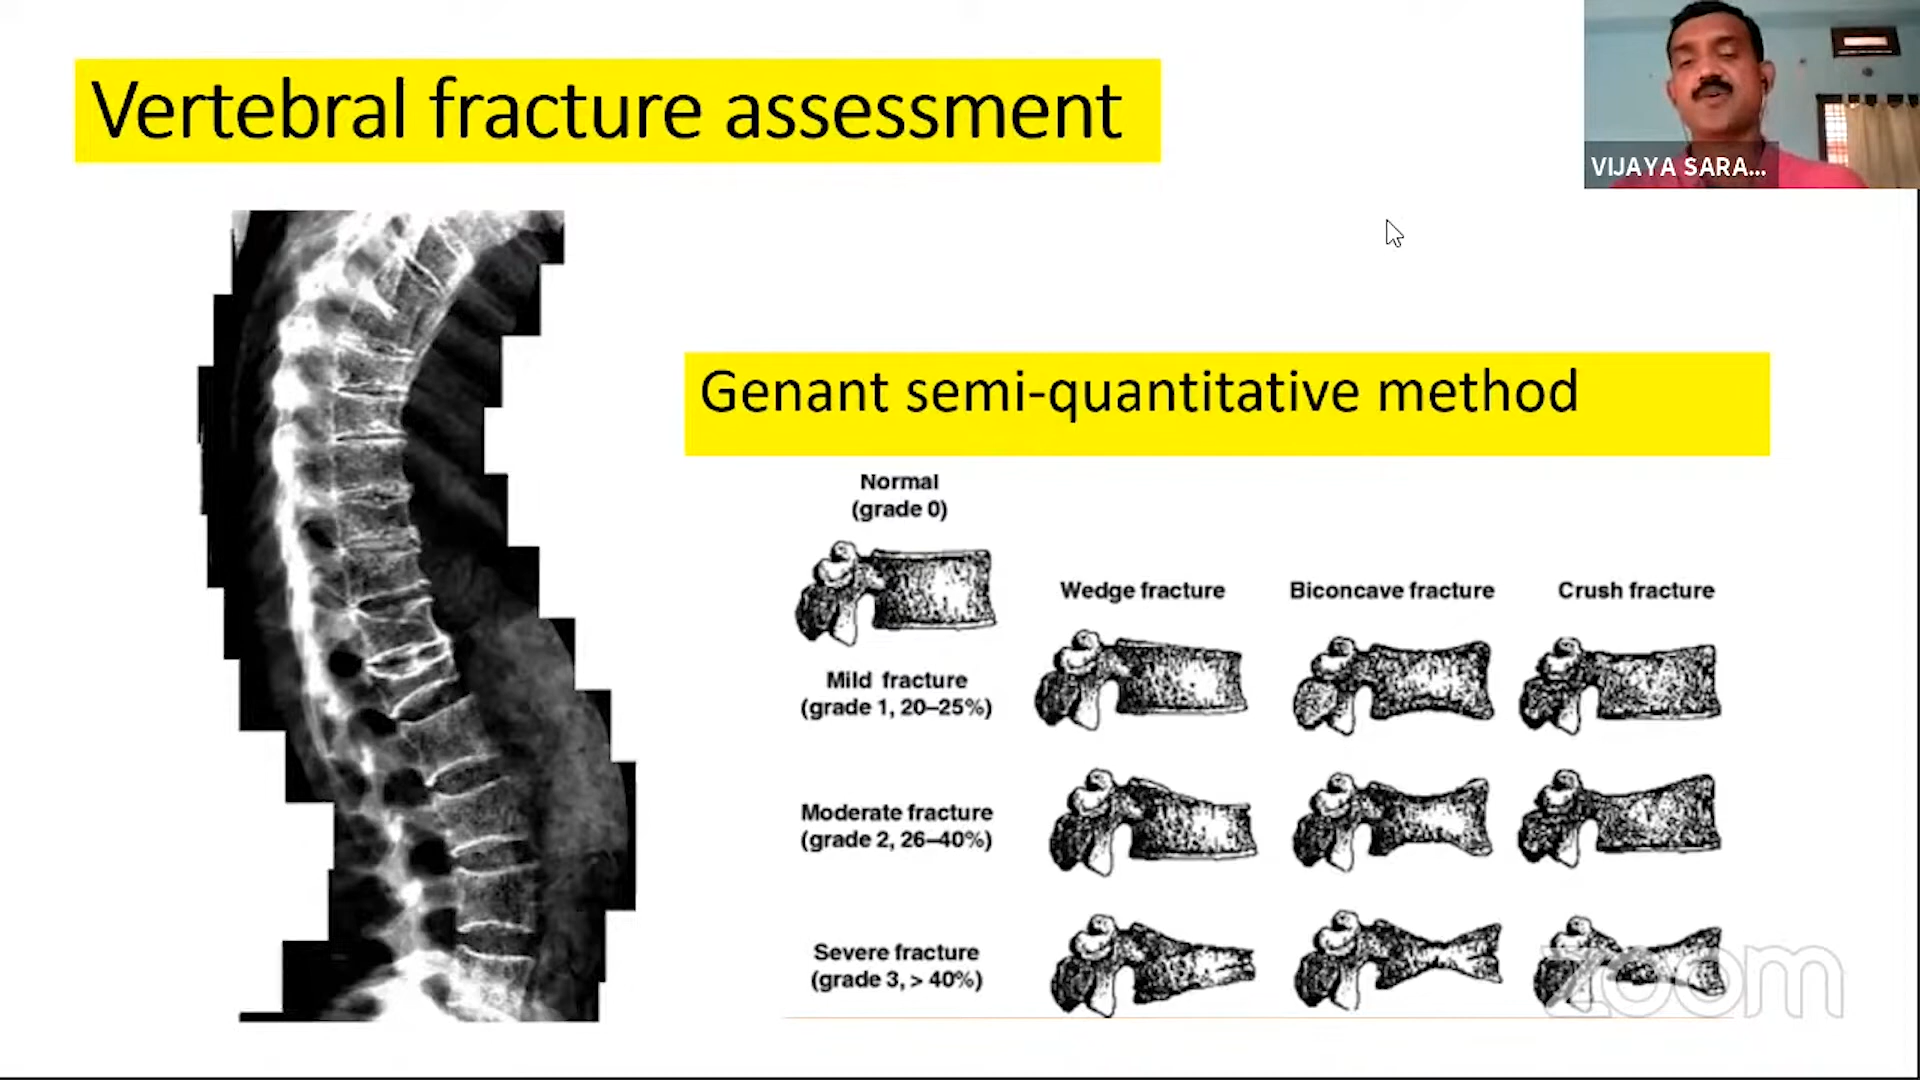 Vertebral fracture assessment
VIJAYA SARA...
Genant semi-quantitative method
Normal
(grade 0)
Wedge fracture
Biconcave fracture
Crush fracture
Mild fracture
(grade 1, 20–25%)
Moderate fracture
(grade 2, 26–40%)
Severe fracture
(grade 3, > 40%)
zoom